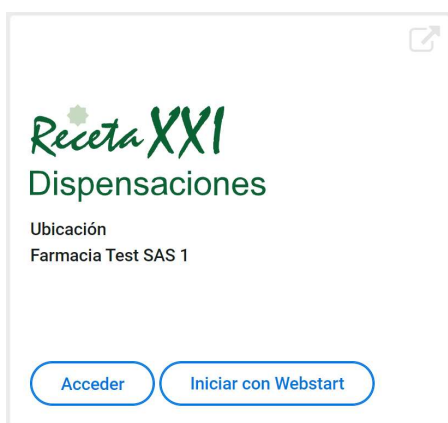 Receta XXI
Dispensaciones
Ubicación
Farmacia Test SAS 1
Acceder
Iniciar con Webstart